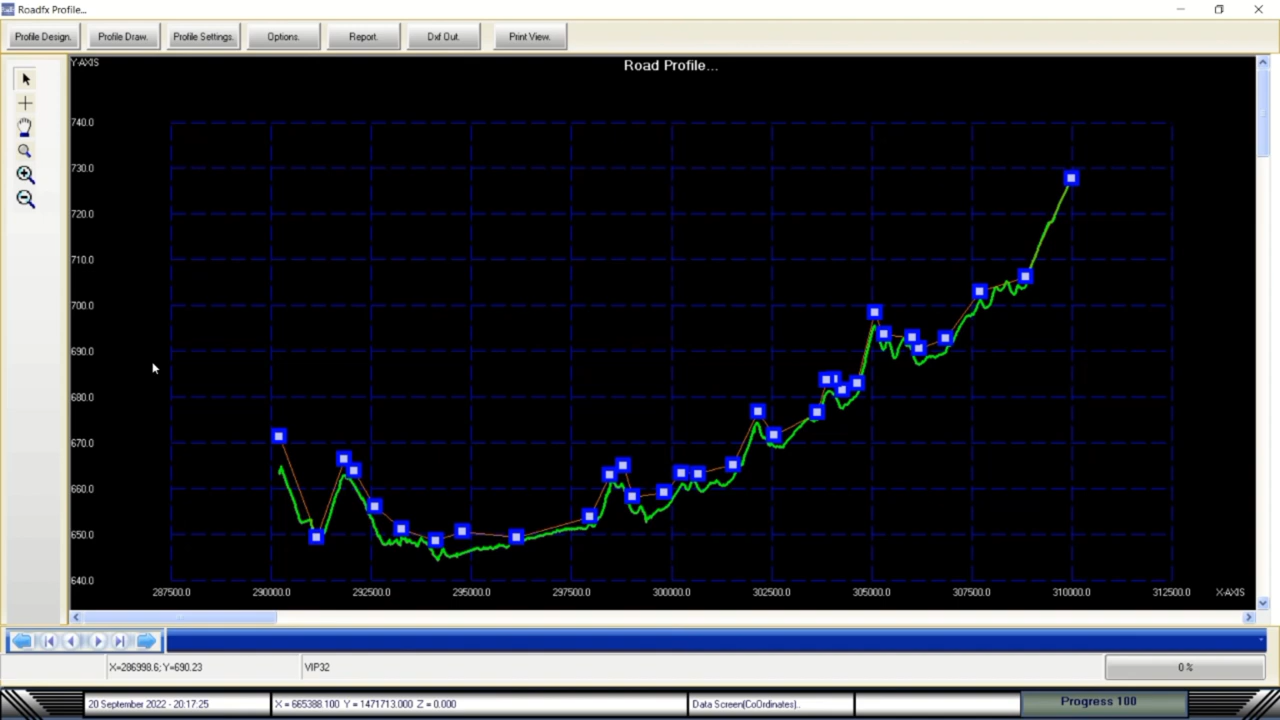 Roadfx Profile...
Profile Design. Profile Draw. Profile Settings. Options. Report. Dxf Out. Print View.
Y-AXIS
Road Profile...
740.0
730.0
720.0
710.0
700.0
690.0
680.0
670.0
660.0
650.0
640.0
287500.0 290000.0 292500.0 295000.0 297500.0 300000.0 302500.0 305000.0 307500.0 310000.0 312500.0 X-AXIS
X=286998.6; Y=690.23 VIP32 0 %
20 September 2022 - 20:17:25 X = 665388.100 Y = 1471713.000 Z = 0.000 Data Screen(CoOrdinates).. Progress 100